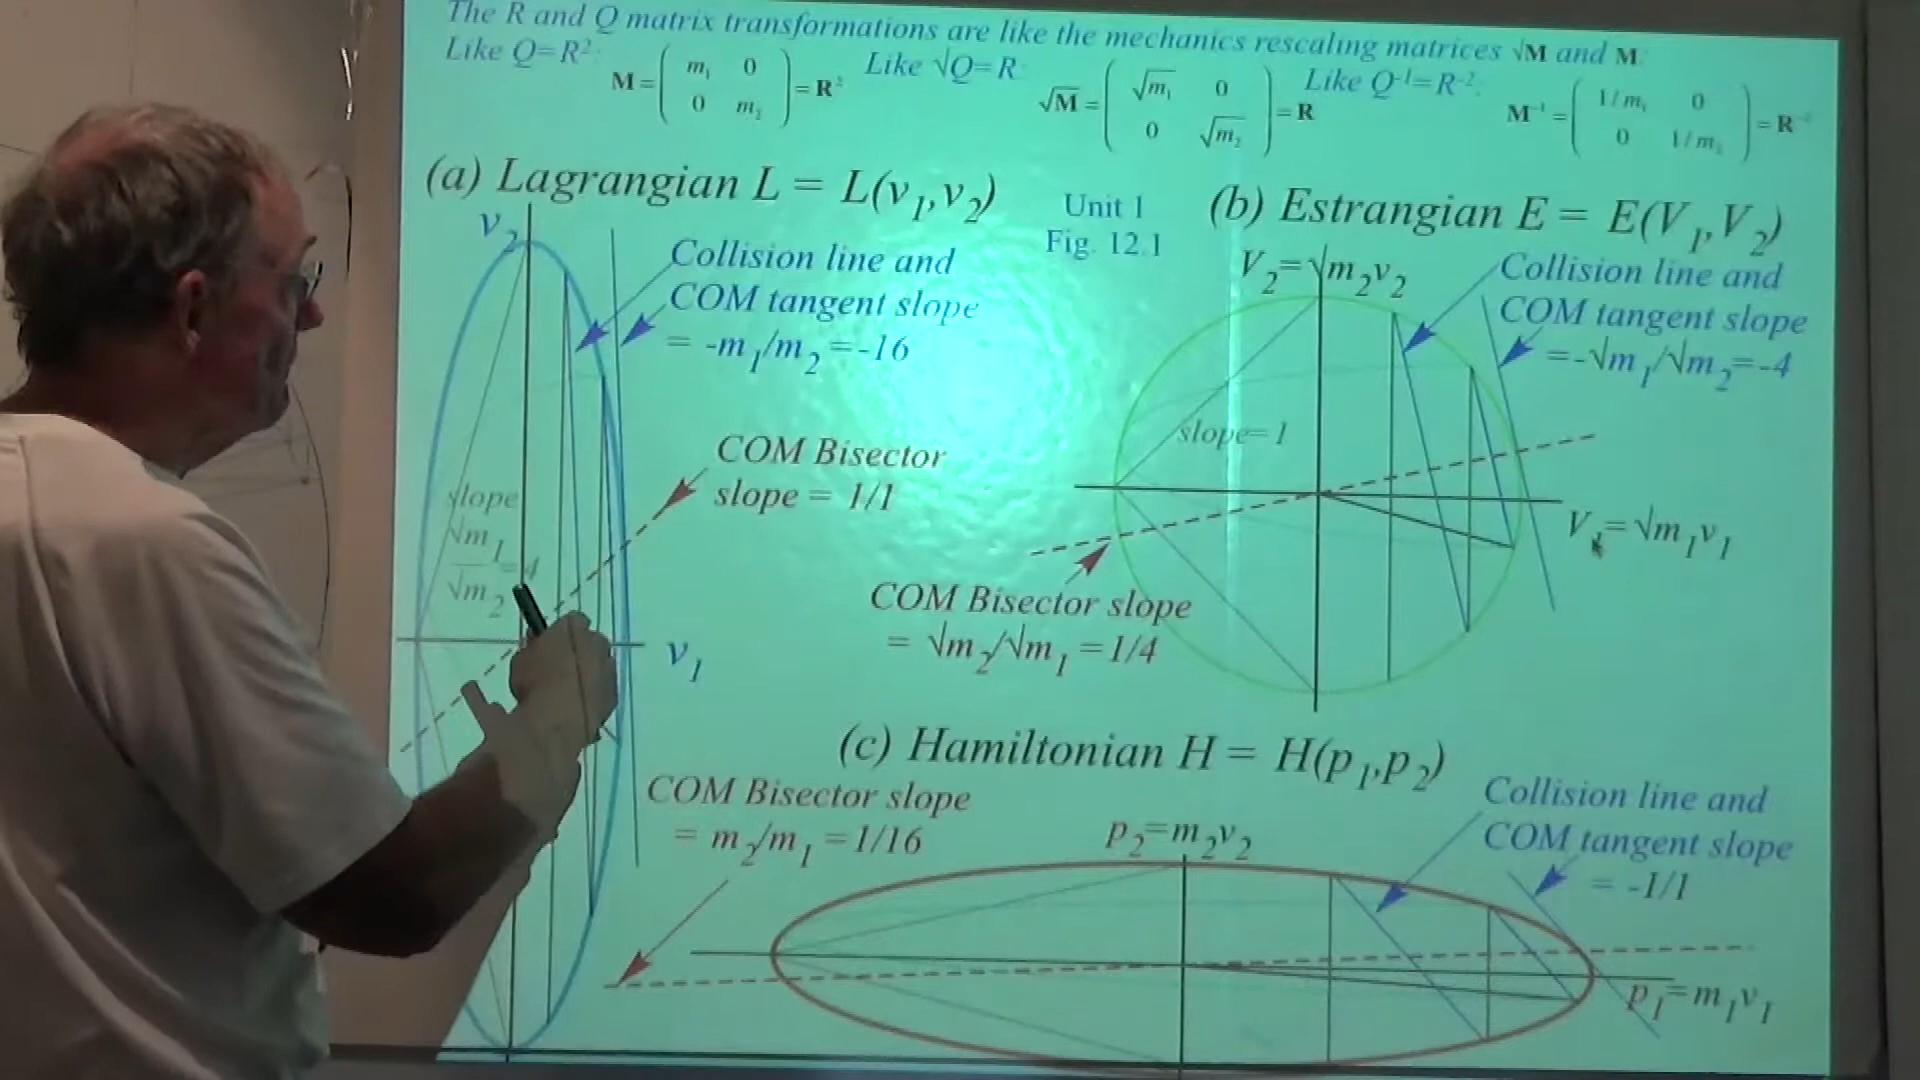 The R and Q matrix transformations are like the mechanics rescaling matrices √M and M:
Like Q=R²:
M = ( m₁ 0 0 m₂ ) = R²
Like √Q=R
√M = ( √m₁ 0 0 √m₂ ) = R
Like Q⁻¹=R⁻²:
M⁻¹ = ( 1/m₁ 0 0 1/m₂ ) = R⁻²
(a) Lagrangian L = L(v₁,v₂)
Unit 1
Fig. 12.1
v₂
Collision line and
COM tangent slope
= -m₁/m₂ =-16
COM Bisector
slope = 1/1
slope
√m₁
√m₂
=4
v₁
(b) Estrangian E = E(V₁,V₂)
V₂=√m₂v₂
Collision line and
COM tangent slope
=-√m₁/√m₂=-4
slope=1
V₁=√m₁v₁
COM Bisector slope
= √m₂/√m₁ =1/4
(c) Hamiltonian H = H(p₁,p₂)
COM Bisector slope
= m₂/m₁ =1/16
p₂=m₂v₂
Collision line and
COM tangent slope
= -1/1
p₁=m₁v₁